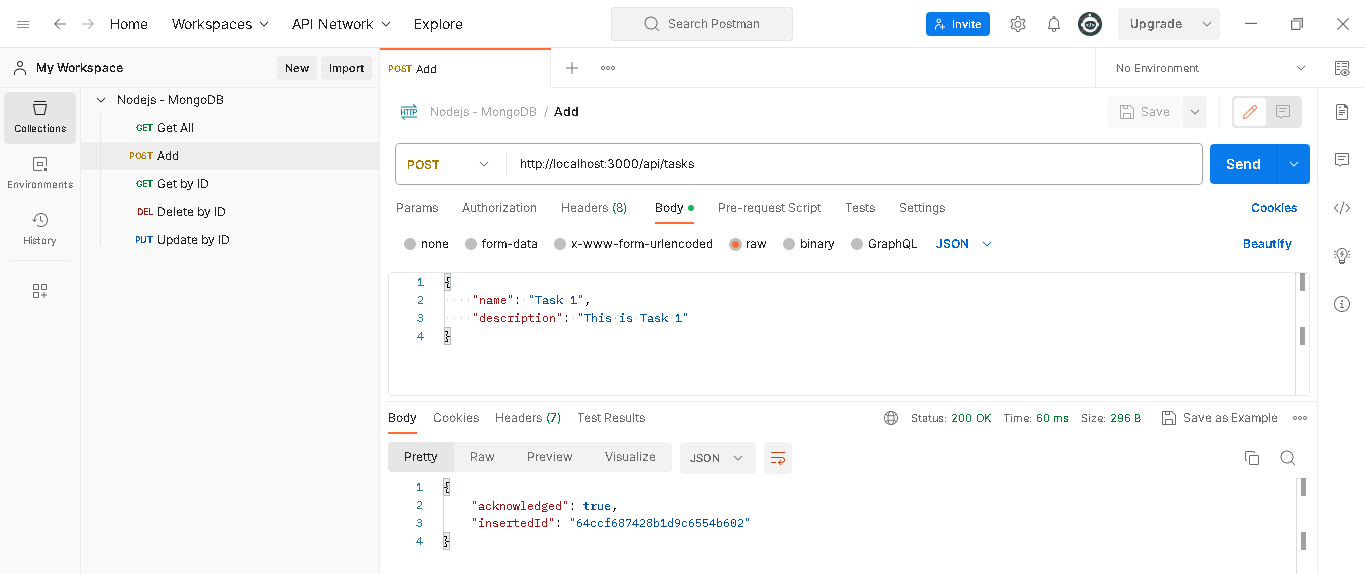 Home Workspaces API Network Explore Search Postman Invite Upgrade
My Workspace New Import POST Add No Environment
Collections
Environments
History
Nodejs - MongoDB
GET Get All
POST Add
GET Get by ID
DEL Delete by ID
PUT Update by ID
HTTP Nodejs - MongoDB / Add Save
POST http://localhost:3000/api/tasks Send
Params Authorization Headers (8) Body Pre-request Script Tests Settings Cookies
none form-data x-www-form-urlencoded raw binary GraphQL JSON Beautify
1 {
2 "name": "Task 1",
3 "description": "This is Task 1"
4 }
Body Cookies Headers (7) Test Results Status: 200 OK Time: 60 ms Size: 296 B Save as Example
Pretty Raw Preview Visualize JSON
1 {
2 "acknowledged": true,
3 "insertedId": "64ccf687428b1d9c6554b602"
4 }